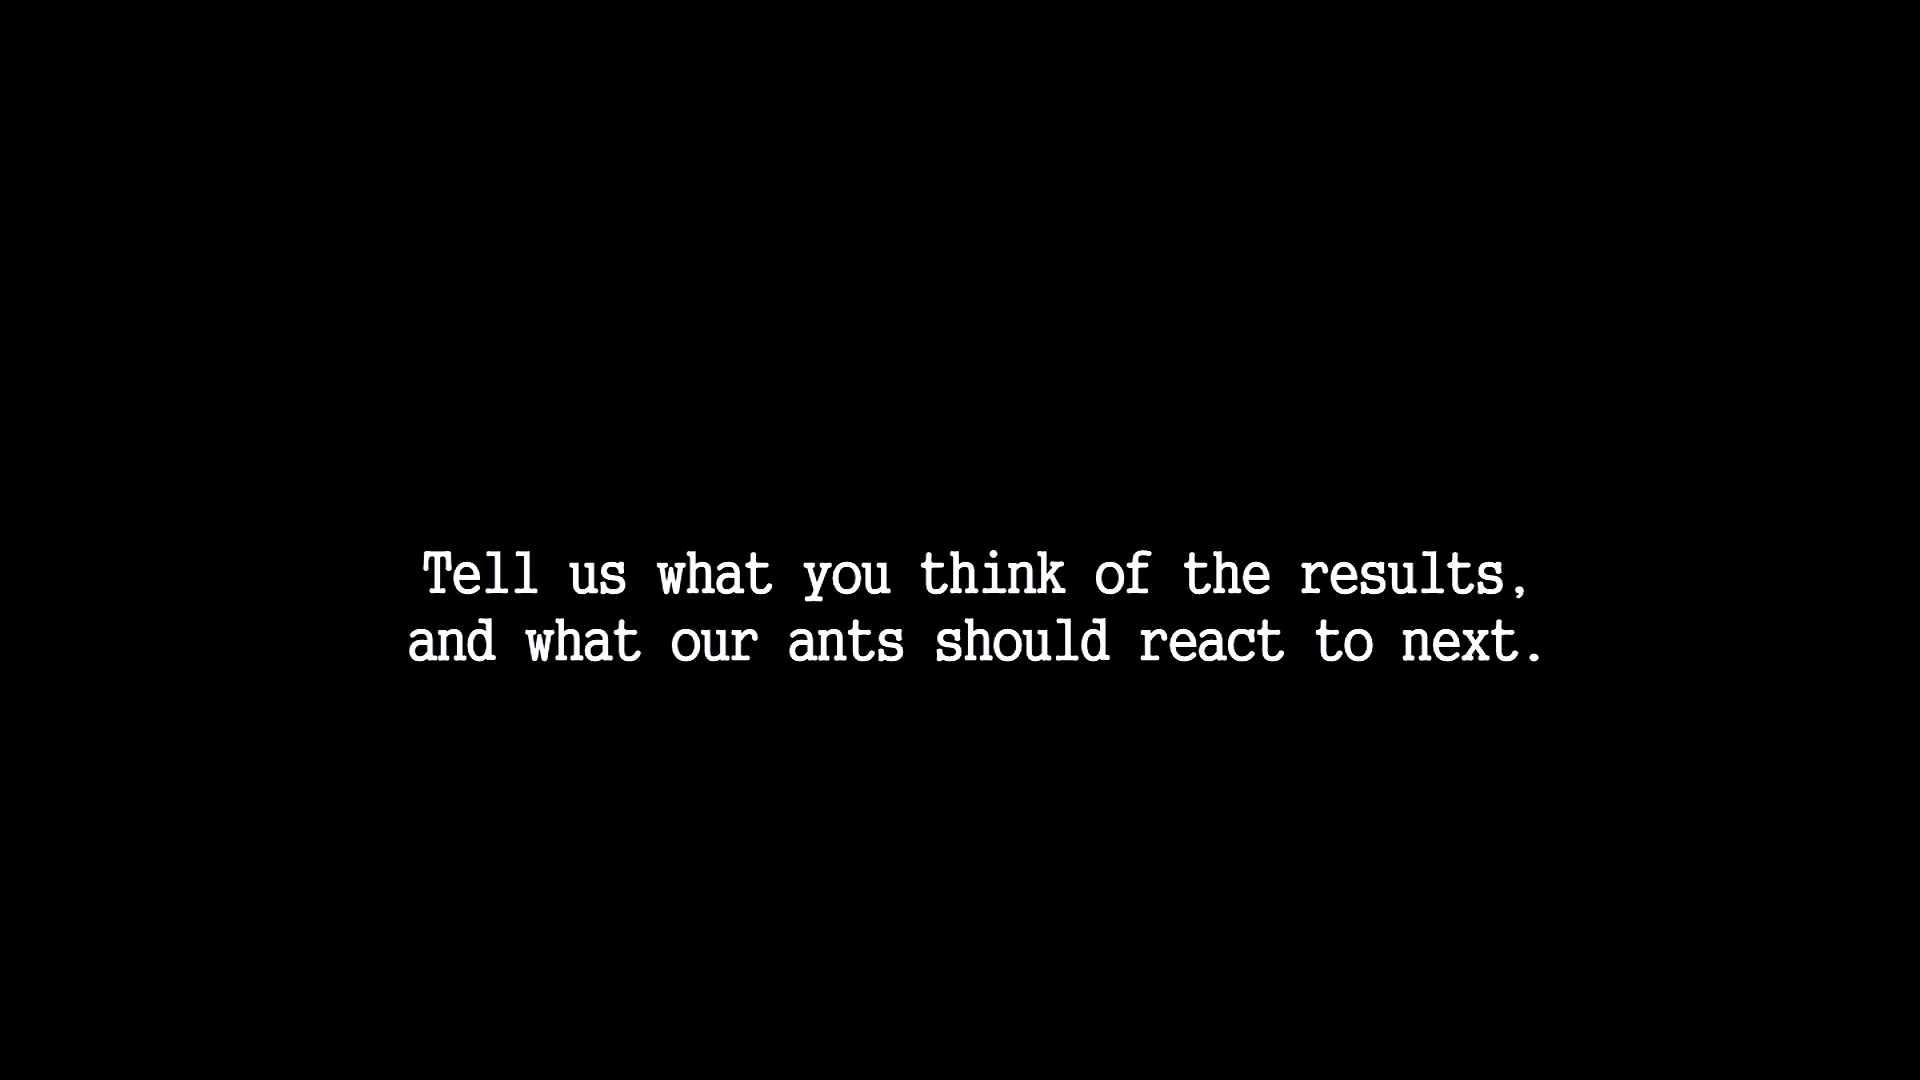 Tell us what you think of the results,
and what our ants should react to next.